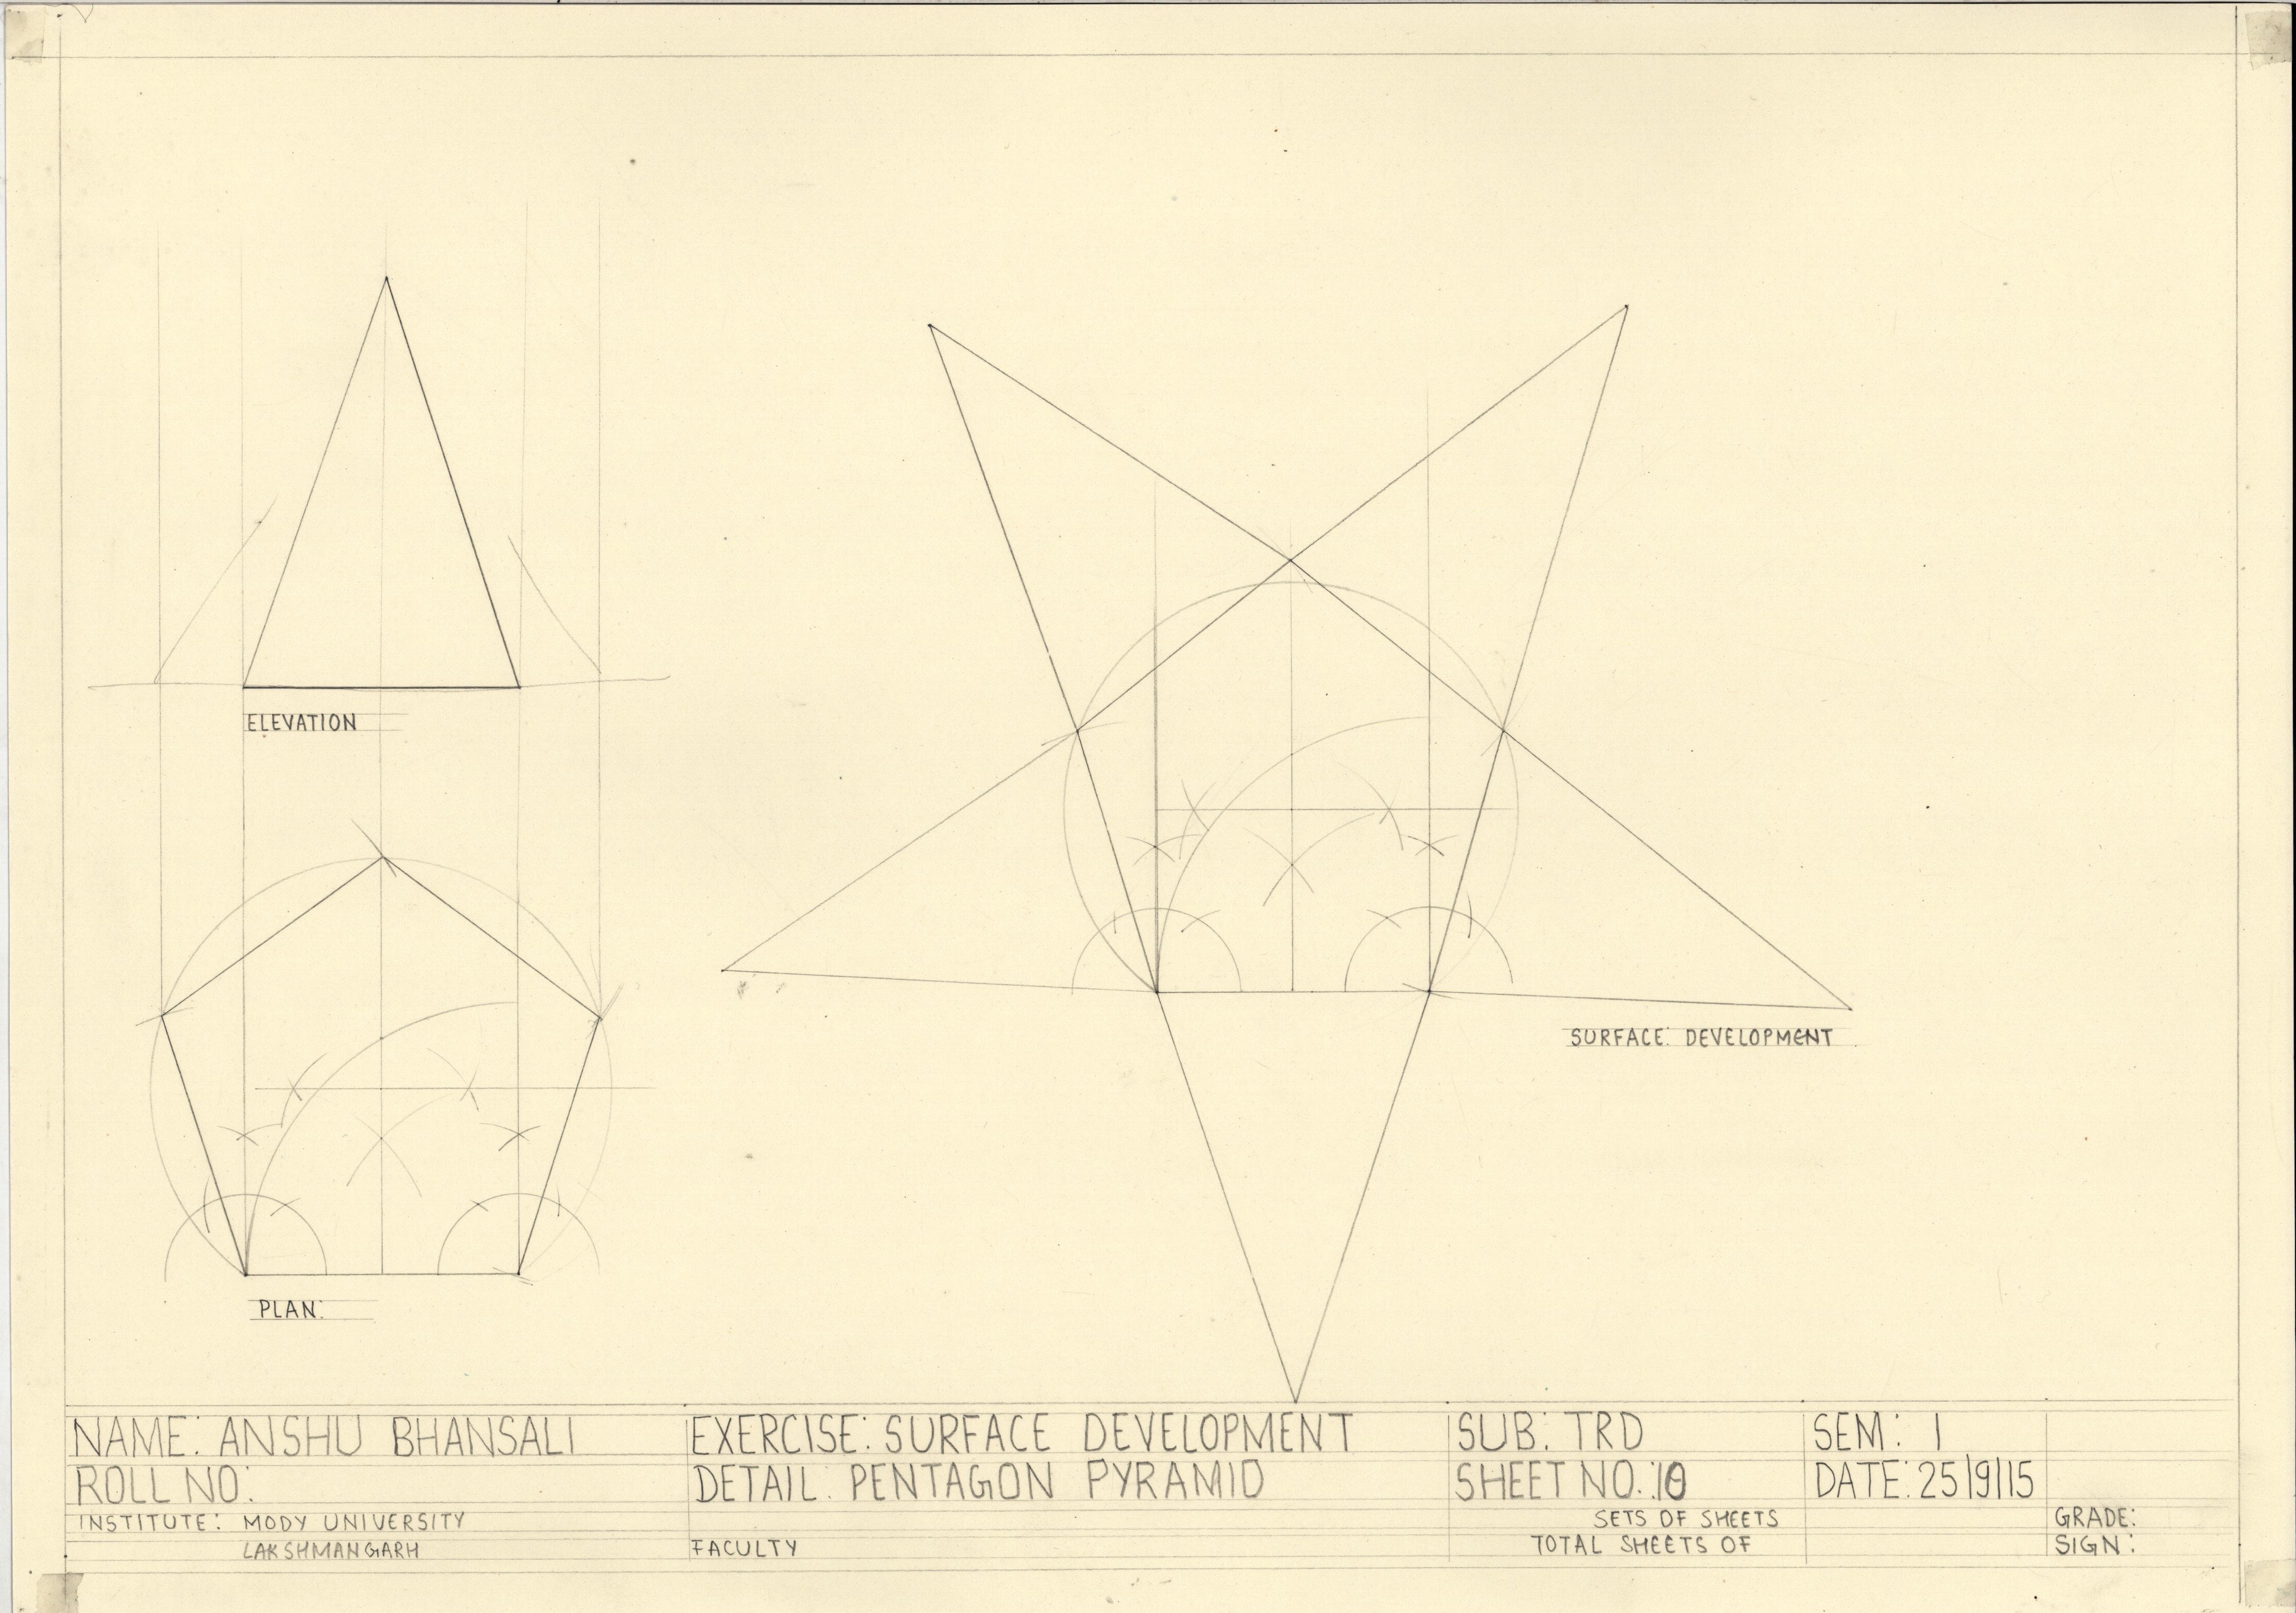 ELEVATION
SURFACE: DEVELOPMENT
PLAN:
NAME: ANSHU BHANSALI
ROLL NO:
INSTITUTE: MODY UNIVERSITY
LAKSHMANGARH
EXERCISE: SURFACE DEVELOPMENT
DETAIL: PENTAGON PYRAMID
FACULTY
SUB: TRD
SHEET NO.:10
SETS OF SHEETS
TOTAL SHEETS OF
SEM: 1
DATE: 25|9|15
GRADE:
SIGN: